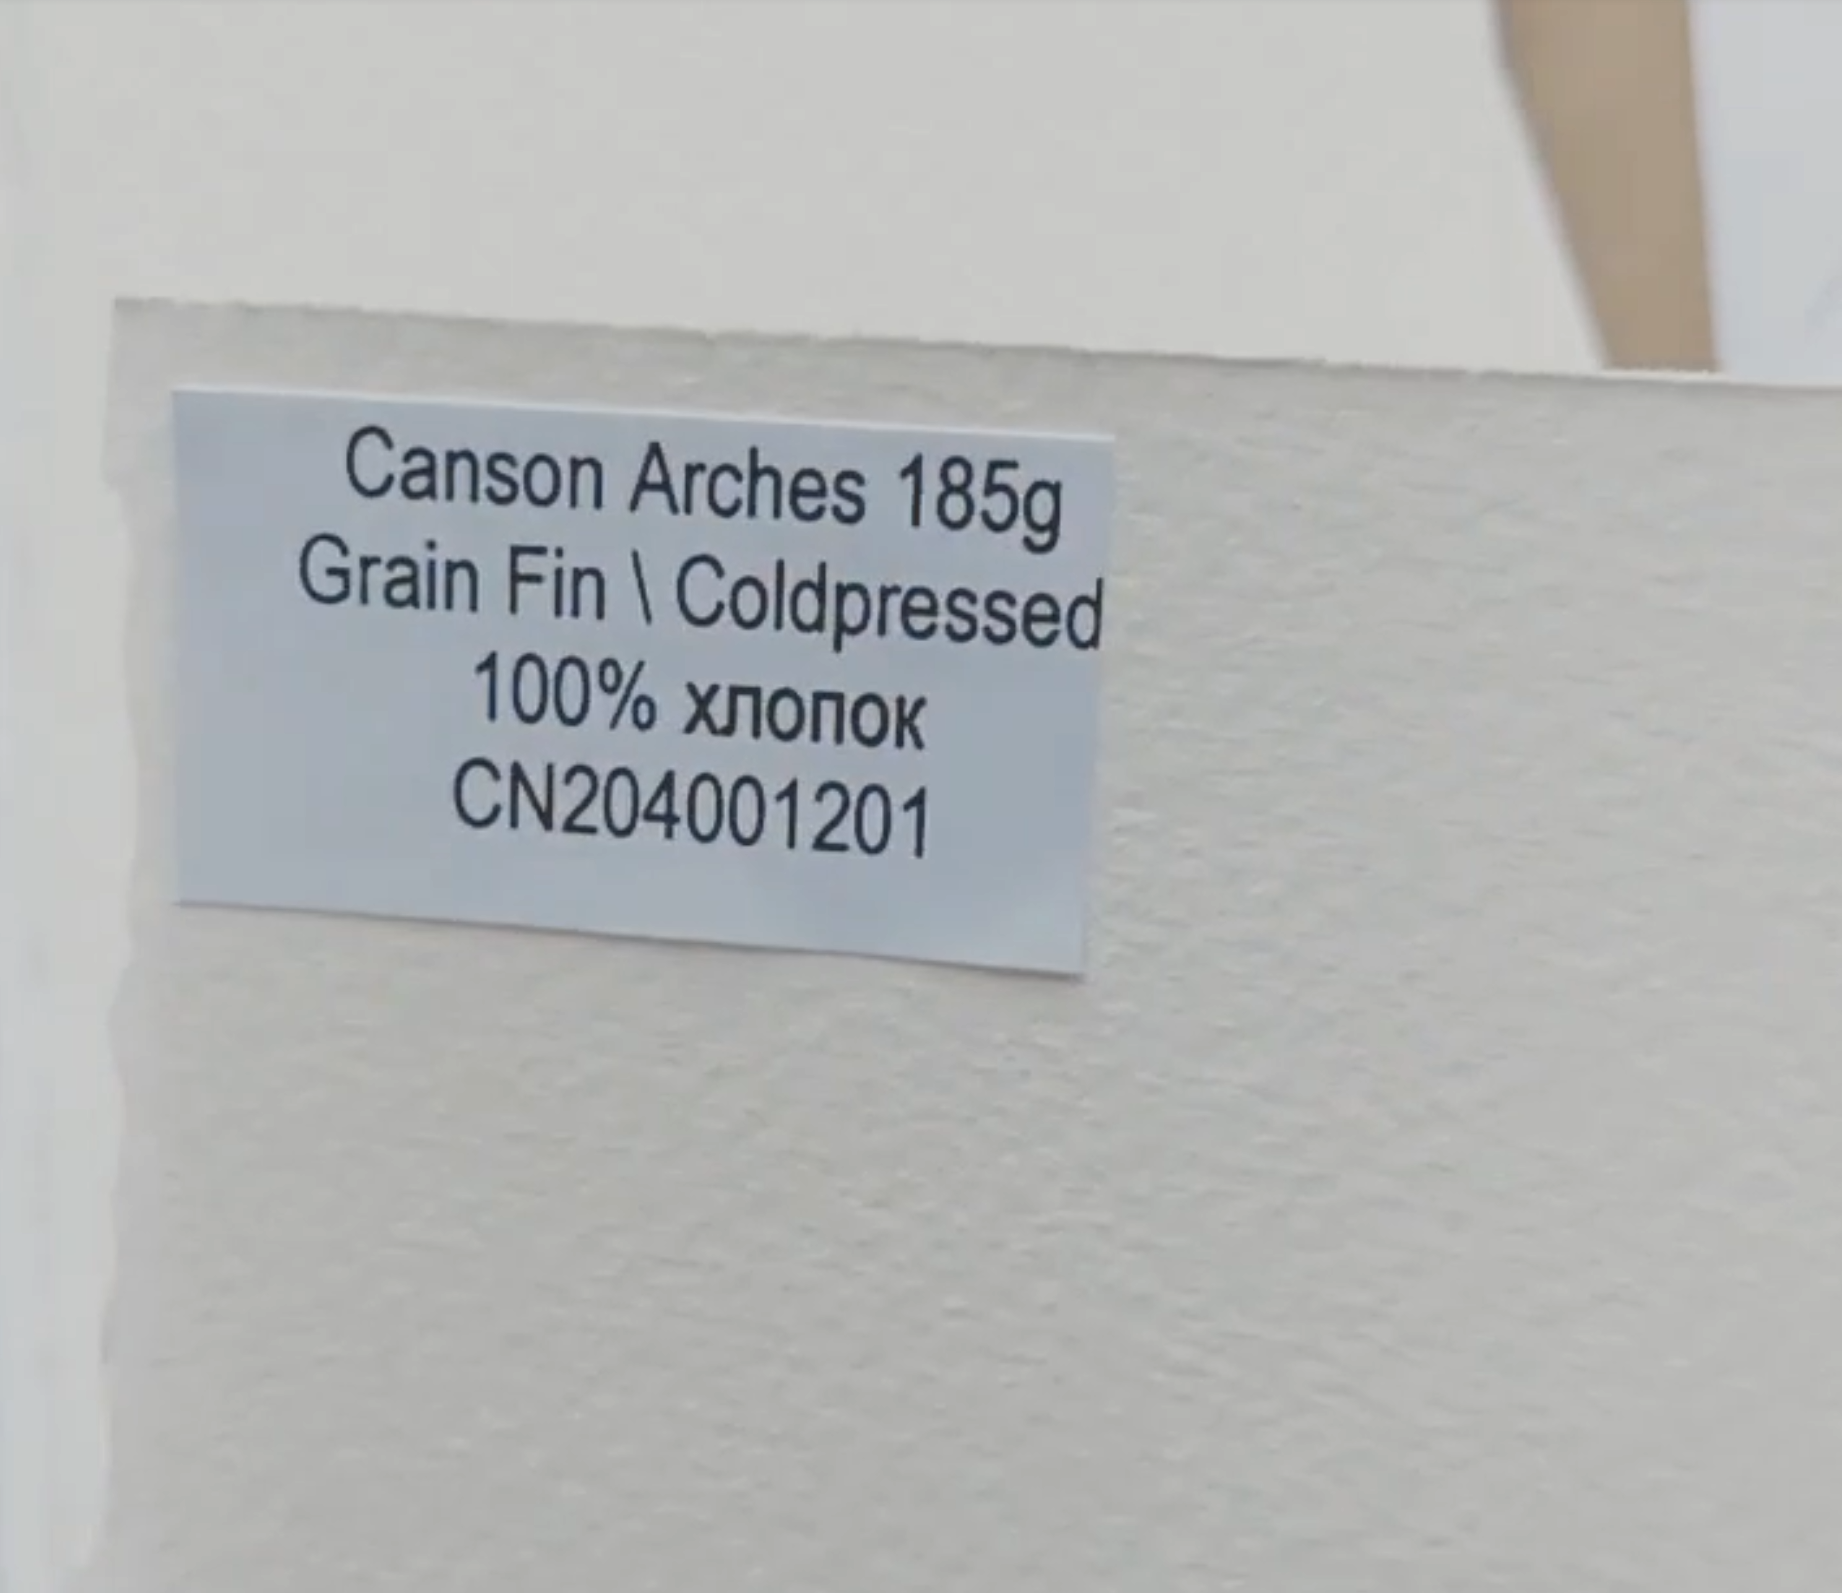 Canson Arches 185g
Grain Fin \ Coldpressed
100% хлопок
CN204001201